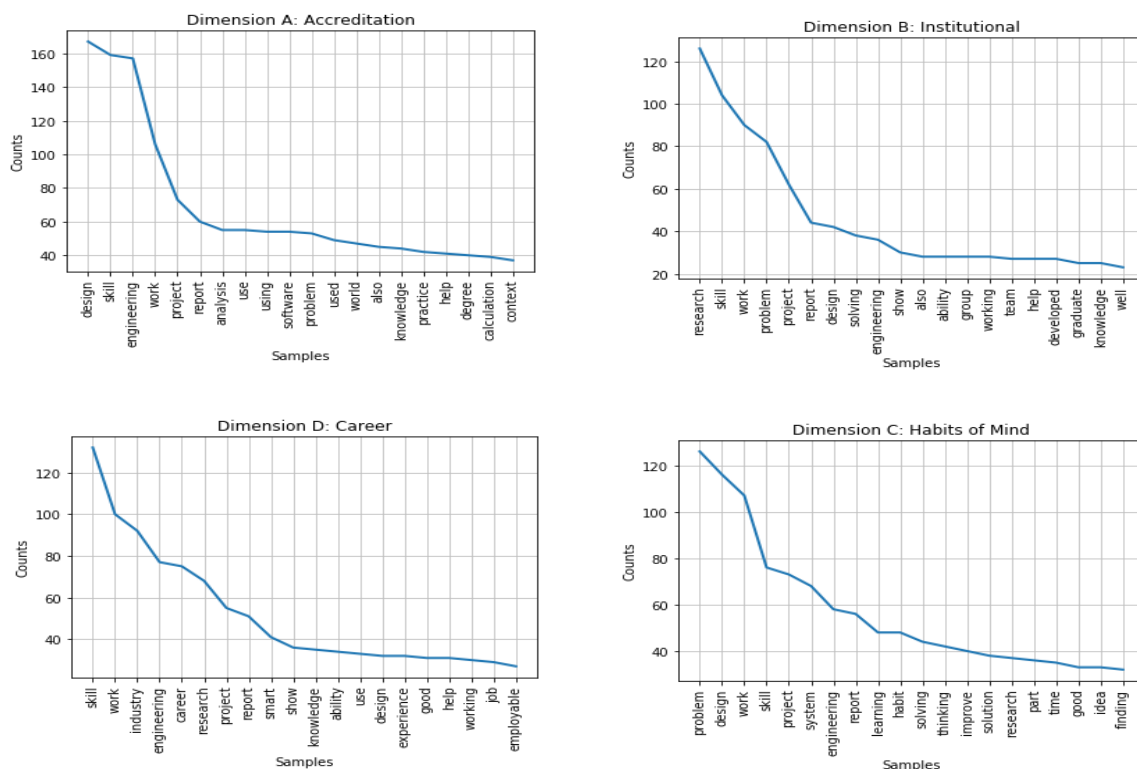 Dimension A: Accreditation
Counts
160
140
120
100
80
60
40
design
skill
engineering
work
project
report
analysis
use
using
software
problem
used
world
also
knowledge
practice
help
degree
calculation
context
Samples
Dimension B: Institutional
Counts
120
100
80
60
40
20
research
skill
work
problem
project
report
design
solving
engineering
show
also
ability
group
working
team
help
developed
graduate
knowledge
well
Samples
Dimension D: Career
Counts
120
100
80
60
40
skill
work
industry
engineering
career
research
project
report
smart
show
knowledge
ability
use
design
experience
good
help
working
job
employable
Samples
Dimension C: Habits of Mind
Counts
120
100
80
60
40
problem
design
work
skill
project
system
engineering
report
learning
habit
solving
thinking
improve
solution
research
part
time
good
idea
finding
Samples